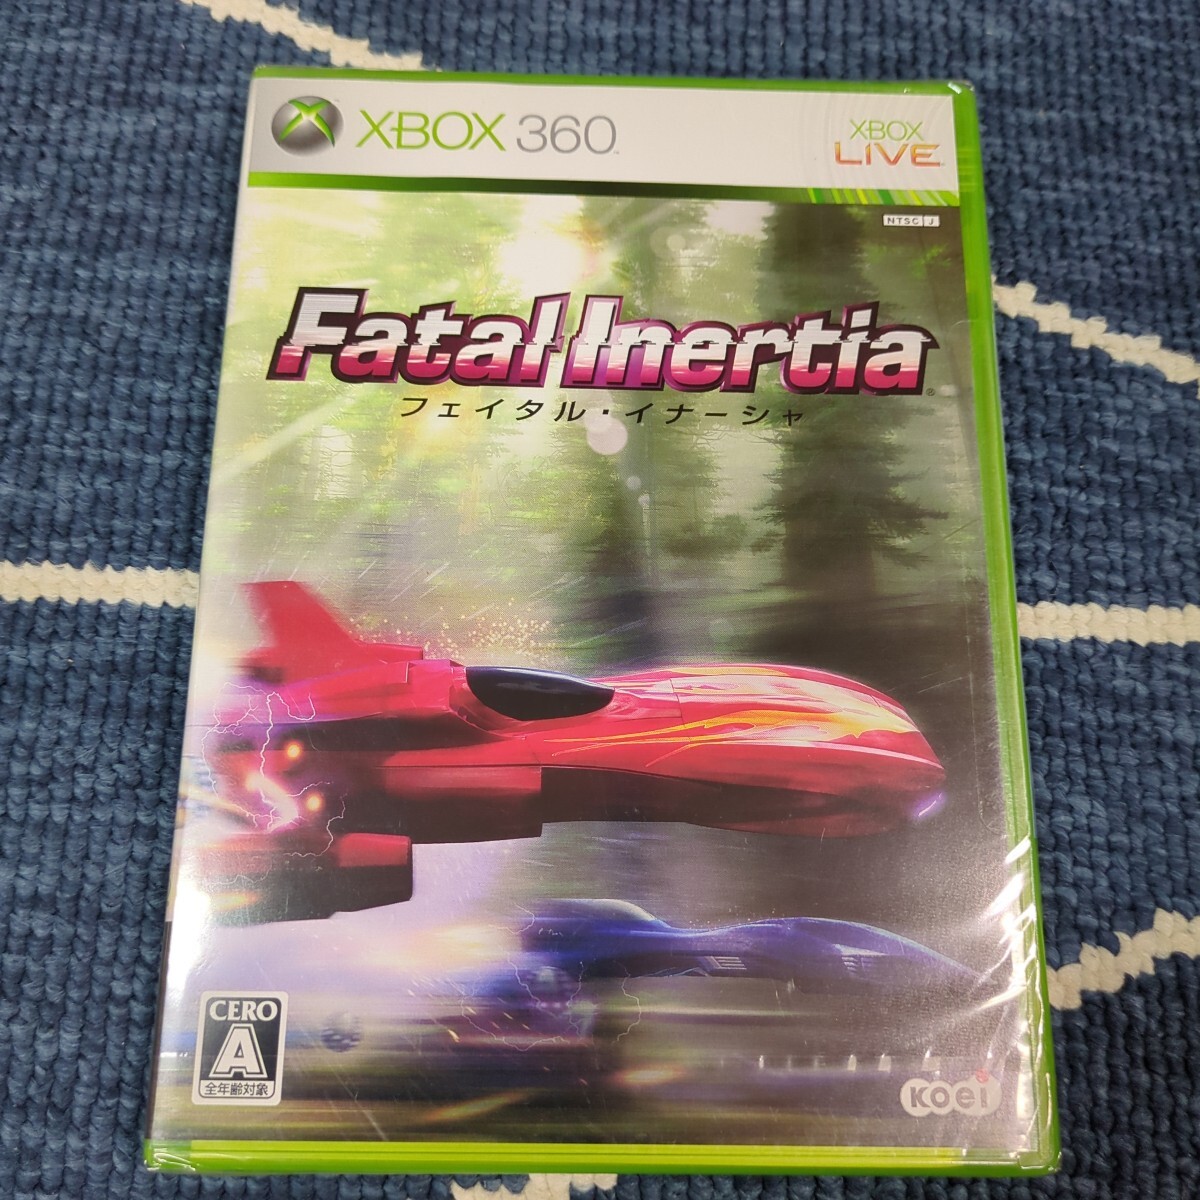 XBOX 360
XBOX
LIVE
NTSC J
Fatal Inertia
フェイタル・イナーシャ
CERO
A
全年齢対象
KOEI